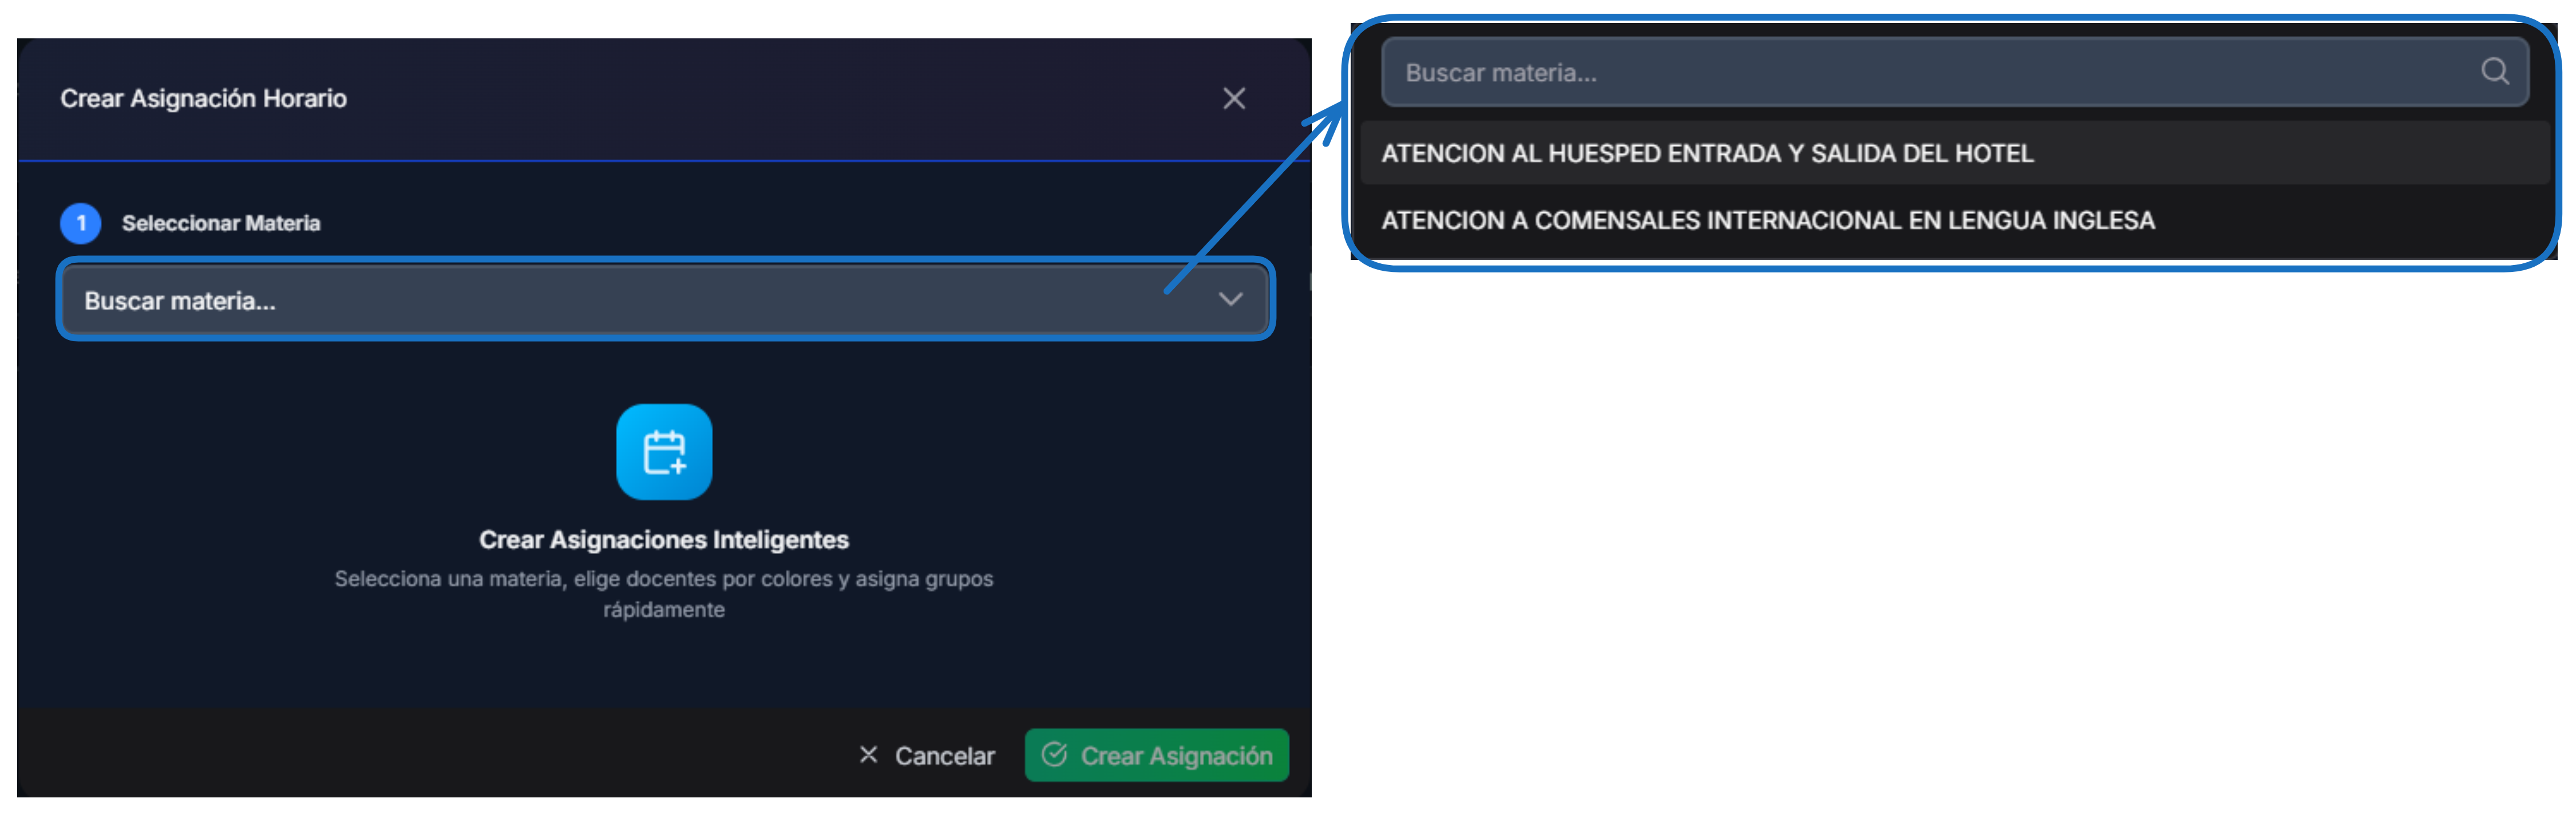 Crear Asignación Horario
1 Seleccionar Materia
Buscar materia...
Crear Asignaciones Inteligentes
Selecciona una materia, elige docentes por colores y asigna grupos
rápidamente
Cancelar
Crear Asignación
Buscar materia...
ATENCION AL HUESPED ENTRADA Y SALIDA DEL HOTEL
ATENCION A COMENSALES INTERNACIONAL EN LENGUA INGLESA